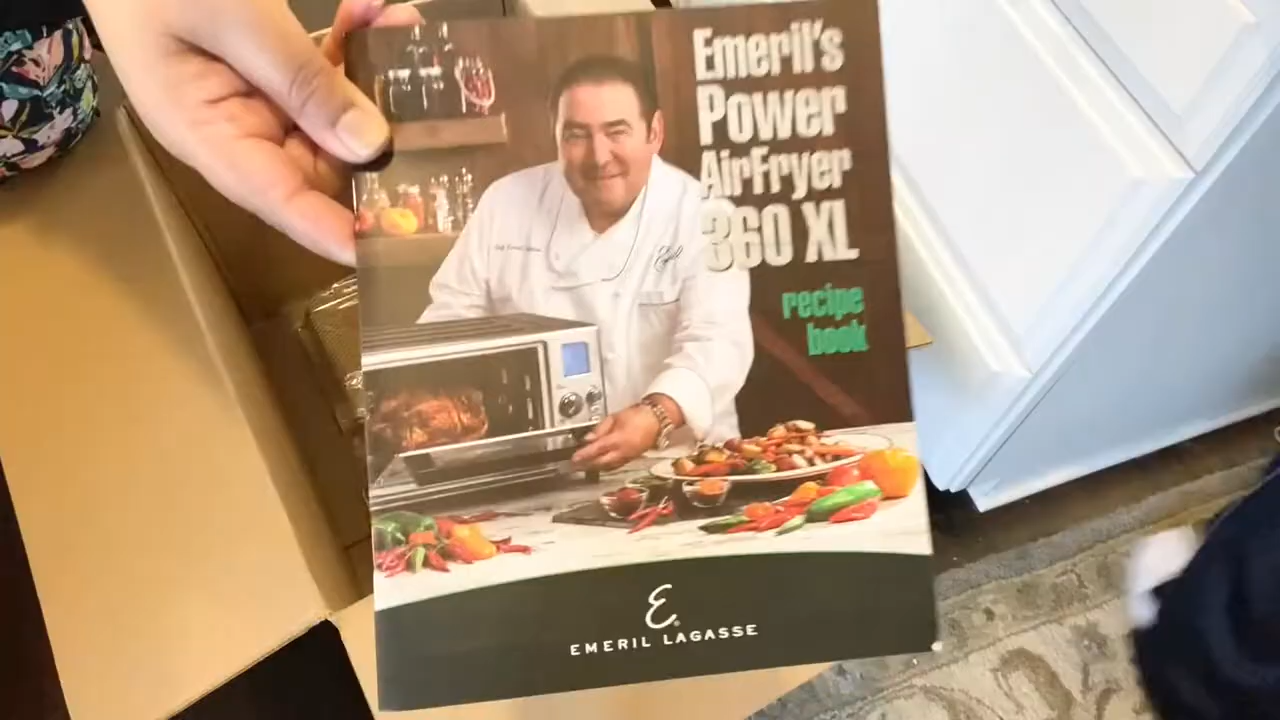 Emeril's
Power
AirFryer
360 XL
recipe
book
E
EMERIL LAGASSE